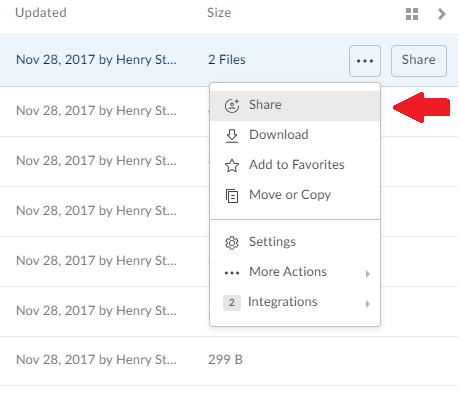 Updated Size
Nov 28, 2017 by Henry St... 2 Files ... Share
Nov 28, 2017 by Henry St...
Share
Download
Nov 28, 2017 by Henry St...
Add to Favorites
Move or Copy
Nov 28, 2017 by Henry St...
Settings
Nov 28, 2017 by Henry St...
More Actions
2 Integrations
Nov 28, 2017 by Henry St...
Nov 28, 2017 by Henry St... 299 B